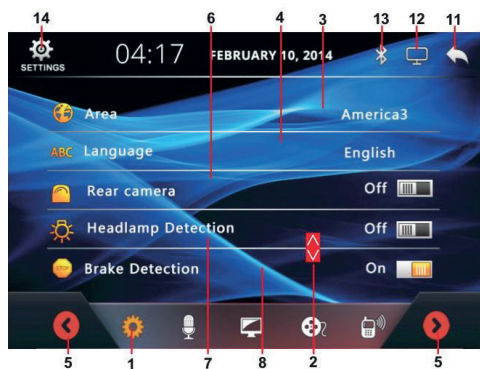 6 4 3 13 12 11
14
SETTINGS 04:17 FEBRUARY 10, 2014
Area America3
ABC Language English
Rear camera Off
Headlamp Detection Off
STOP Brake Detection On
5 1 7 8 2 5